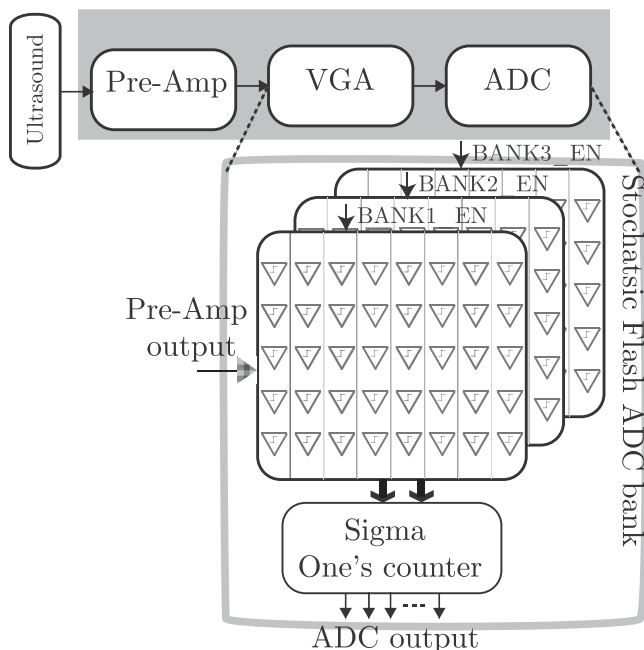 Ultrasound
Pre-Amp
VGA
ADC
BANK3_EN
BANK2_EN
BANK1_EN
Stochatsic Flash ADC bank
Pre-Amp
output
Sigma
One's counter
ADC output